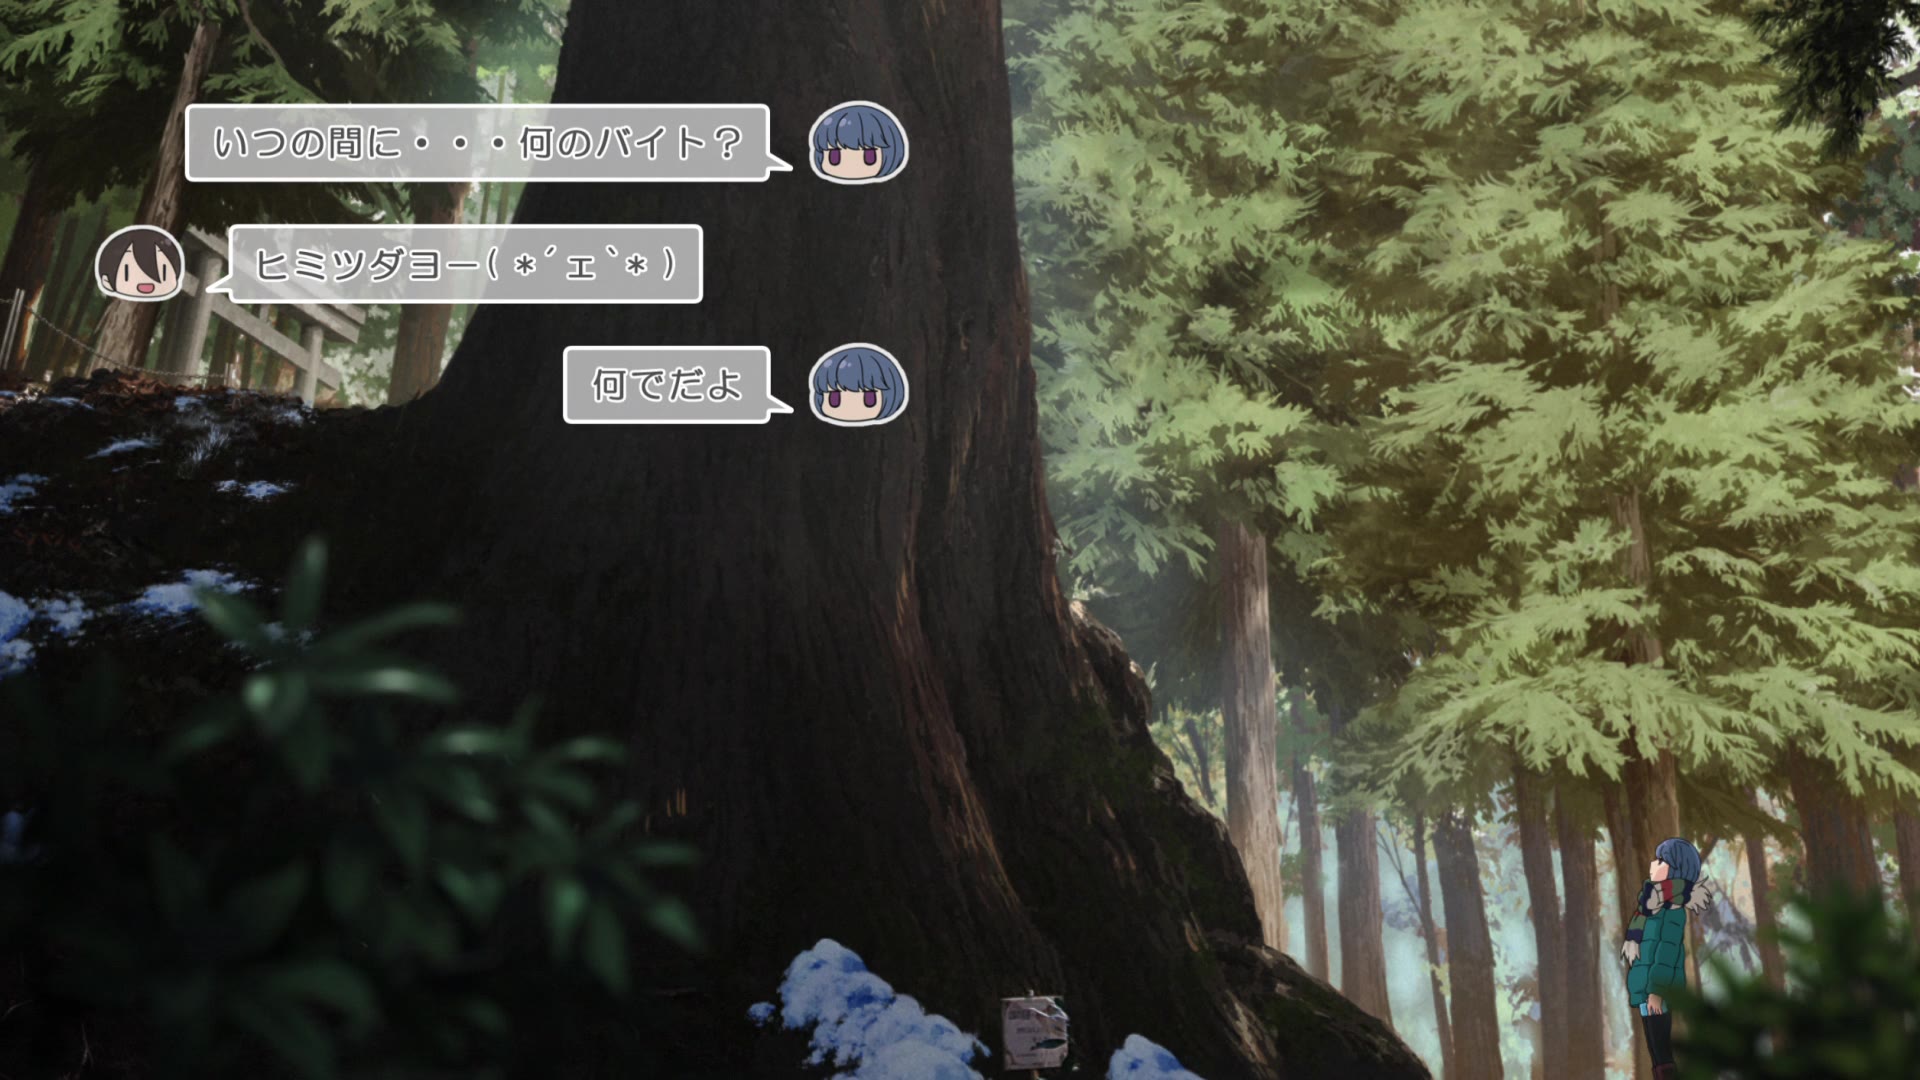 いつの間に・・・何のバイト？
ヒミツダヨー( *´ェ`* )
何でだよ